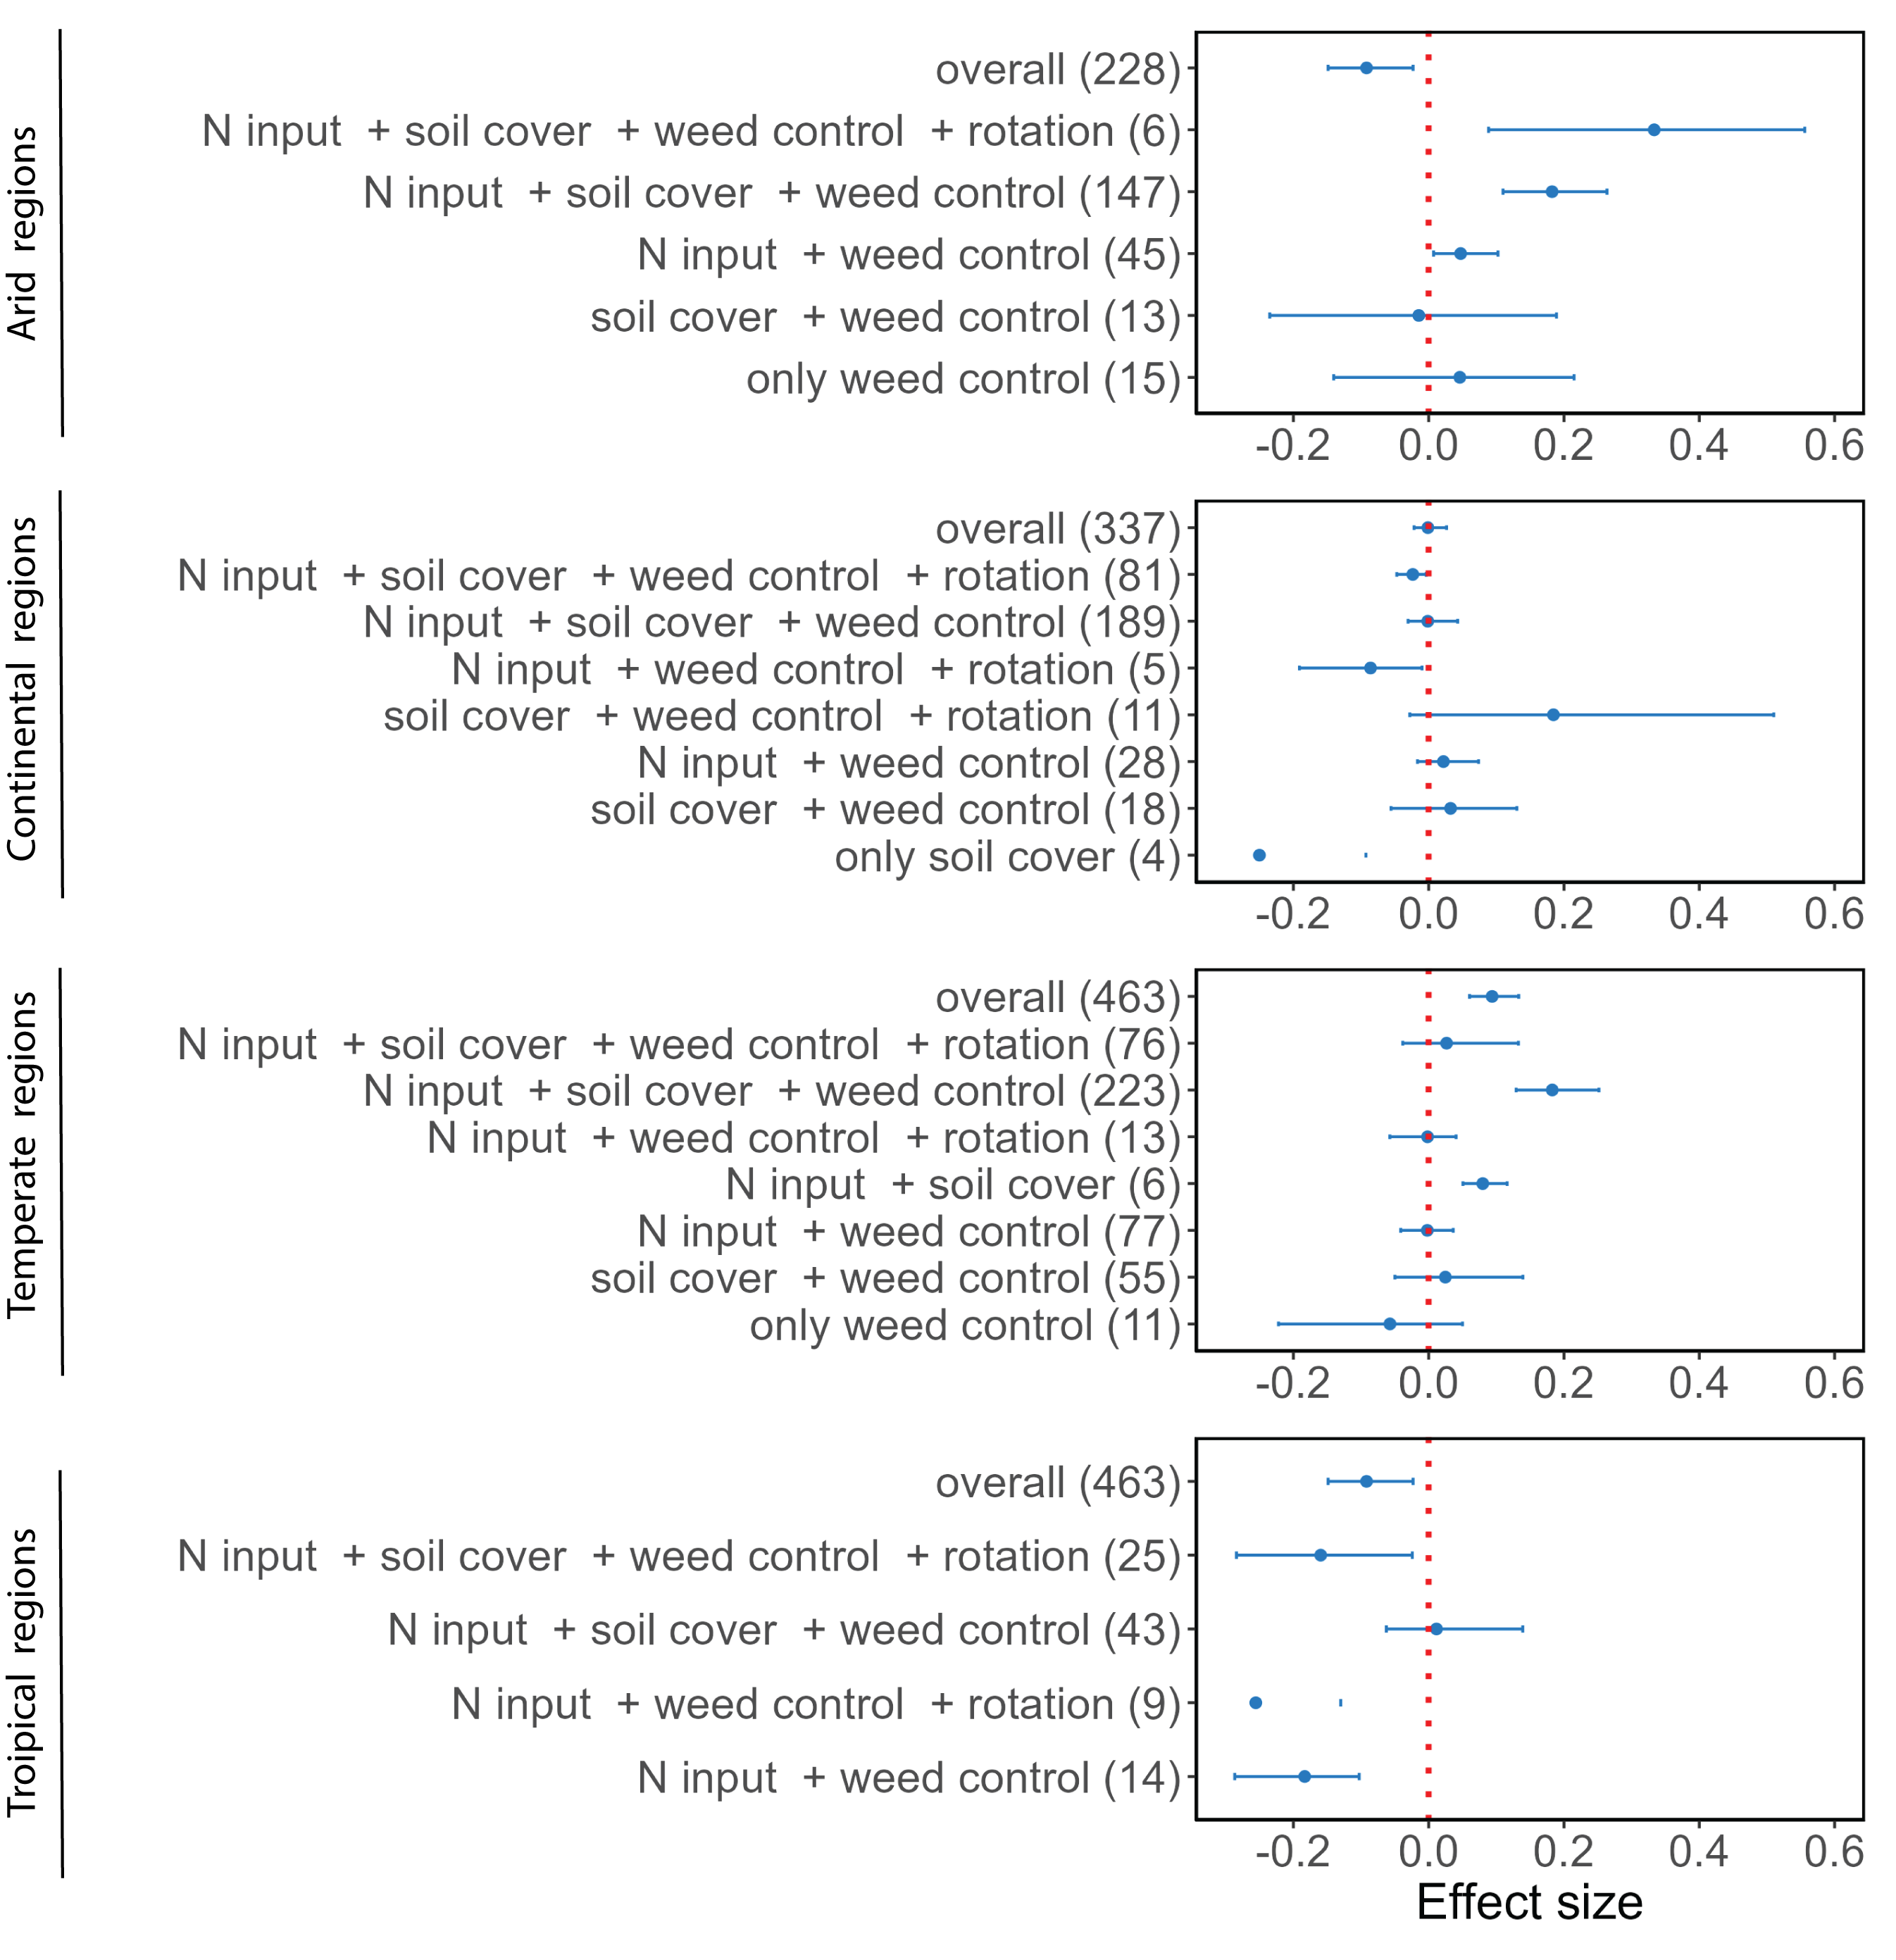 Arid regions
overall (228)
N input + soil cover + weed control + rotation (6)
N input + soil cover + weed control (147)
N input + weed control (45)
soil cover + weed control (13)
only weed control (15)
-0.2 0.0 0.2 0.4 0.6
Continental regions
overall (337)
N input + soil cover + weed control + rotation (81)
N input + soil cover + weed control (189)
N input + weed control + rotation (5)
soil cover + weed control + rotation (11)
N input + weed control (28)
soil cover + weed control (18)
only soil cover (4)
-0.2 0.0 0.2 0.4 0.6
Temperate regions
overall (463)
N input + soil cover + weed control + rotation (76)
N input + soil cover + weed control (223)
N input + weed control + rotation (13)
N input + soil cover (6)
N input + weed control (77)
soil cover + weed control (55)
only weed control (11)
-0.2 0.0 0.2 0.4 0.6
Troipical regions
overall (463)
N input + soil cover + weed control + rotation (25)
N input + soil cover + weed control (43)
N input + weed control + rotation (9)
N input + weed control (14)
-0.2 0.0 0.2 0.4 0.6
Effect size